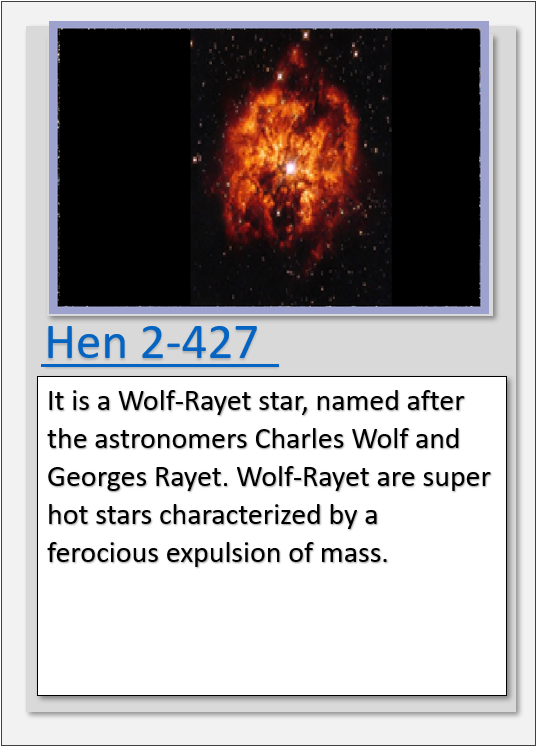 Hen 2-427
It is a Wolf-Rayet star, named after
the astronomers Charles Wolf and
Georges Rayet. Wolf-Rayet are super
hot stars characterized by a
ferocious expulsion of mass.